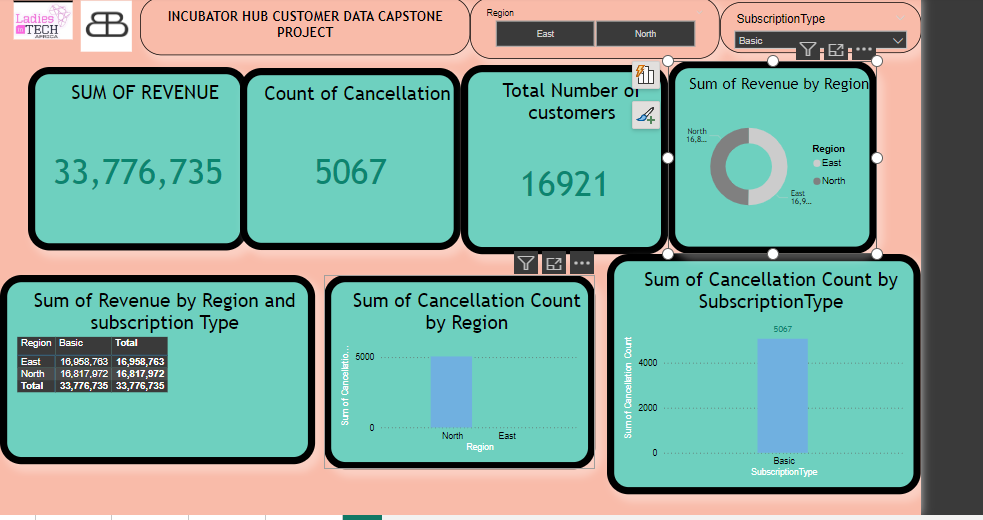 Ladies
in TECH
AFRICA
INCUBATOR HUB CUSTOMER DATA CAPSTONE
PROJECT
Region
East North
SubscriptionType
Basic
SUM OF REVENUE
33,776,735
Count of Cancellation
5067
Total Number of
customers
16921
Sum of Revenue by Region
North
16,8...
East
16,9...
Region
East
North
Sum of Revenue by Region and
subscription Type
Region Basic Total
East 16,958,763 16,958,763
North 16,817,972 16,817,972
Total 33,776,735 33,776,735
Sum of Cancellation Count
by Region
Sum of Cancellatio...
5000
0
North East
Region
Sum of Cancellation Count by
SubscriptionType
Sum of Cancellation Count
5067
4000
2000
0
Basic
SubscriptionType